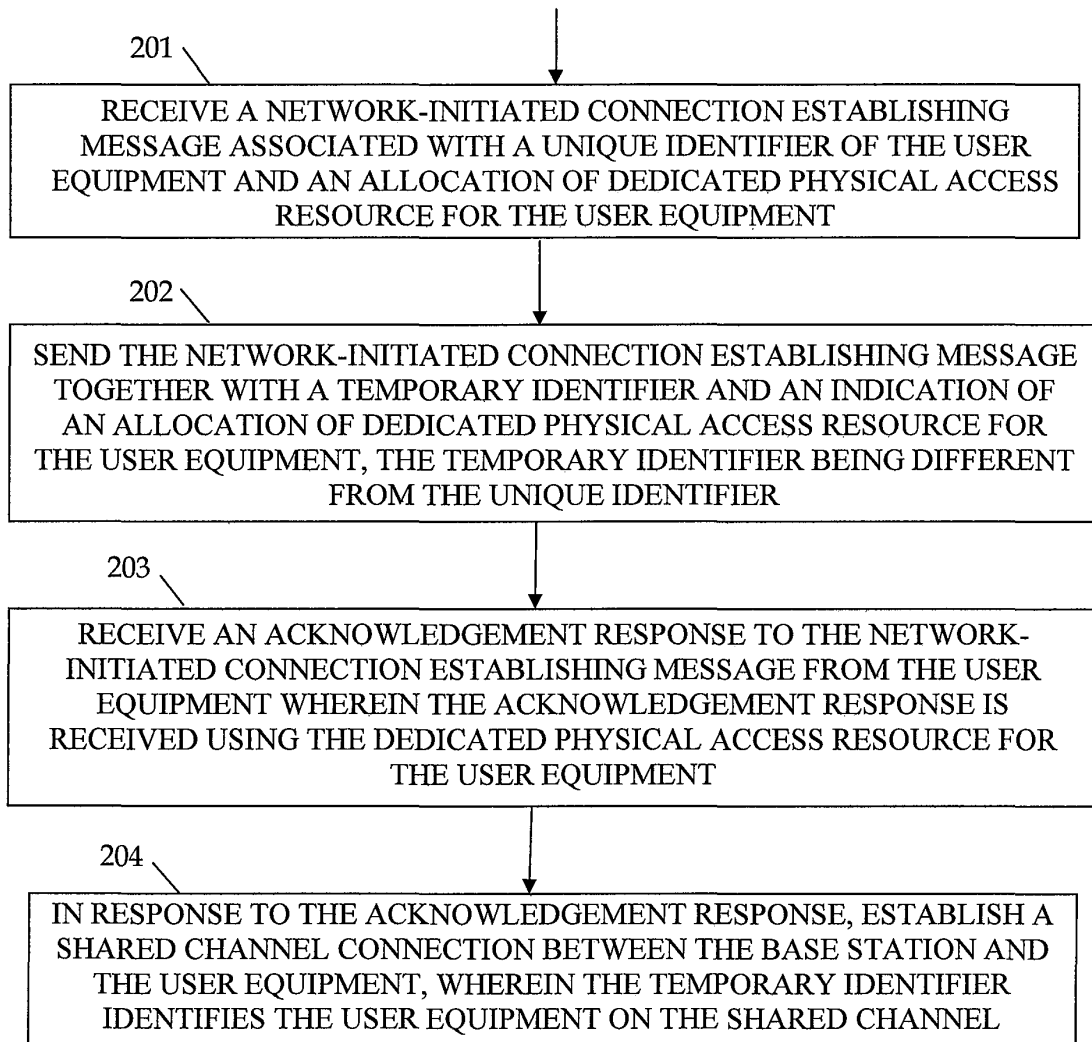 201
RECEIVE A NETWORK-INITIATED CONNECTION ESTABLISHING
MESSAGE ASSOCIATED WITH A UNIQUE IDENTIFIER OF THE USER
EQUIPMENT AND AN ALLOCATION OF DEDICATED PHYSICAL ACCESS
RESOURCE FOR THE USER EQUIPMENT
202
SEND THE NETWORK-INITIATED CONNECTION ESTABLISHING MESSAGE
TOGETHER WITH A TEMPORARY IDENTIFIER AND AN INDICATION OF
AN ALLOCATION OF DEDICATED PHYSICAL ACCESS RESOURCE FOR
THE USER EQUIPMENT, THE TEMPORARY IDENTIFIER BEING DIFFERENT
FROM THE UNIQUE IDENTIFIER
203
RECEIVE AN ACKNOWLEDGEMENT RESPONSE TO THE NETWORK-
INITIATED CONNECTION ESTABLISHING MESSAGE FROM THE USER
EQUIPMENT WHEREIN THE ACKNOWLEDGEMENT RESPONSE IS
RECEIVED USING THE DEDICATED PHYSICAL ACCESS RESOURCE FOR
THE USER EQUIPMENT
204
IN RESPONSE TO THE ACKNOWLEDGEMENT RESPONSE, ESTABLISH A
SHARED CHANNEL CONNECTION BETWEEN THE BASE STATION AND
THE USER EQUIPMENT, WHEREIN THE TEMPORARY IDENTIFIER
IDENTIFIES THE USER EQUIPMENT ON THE SHARED CHANNEL